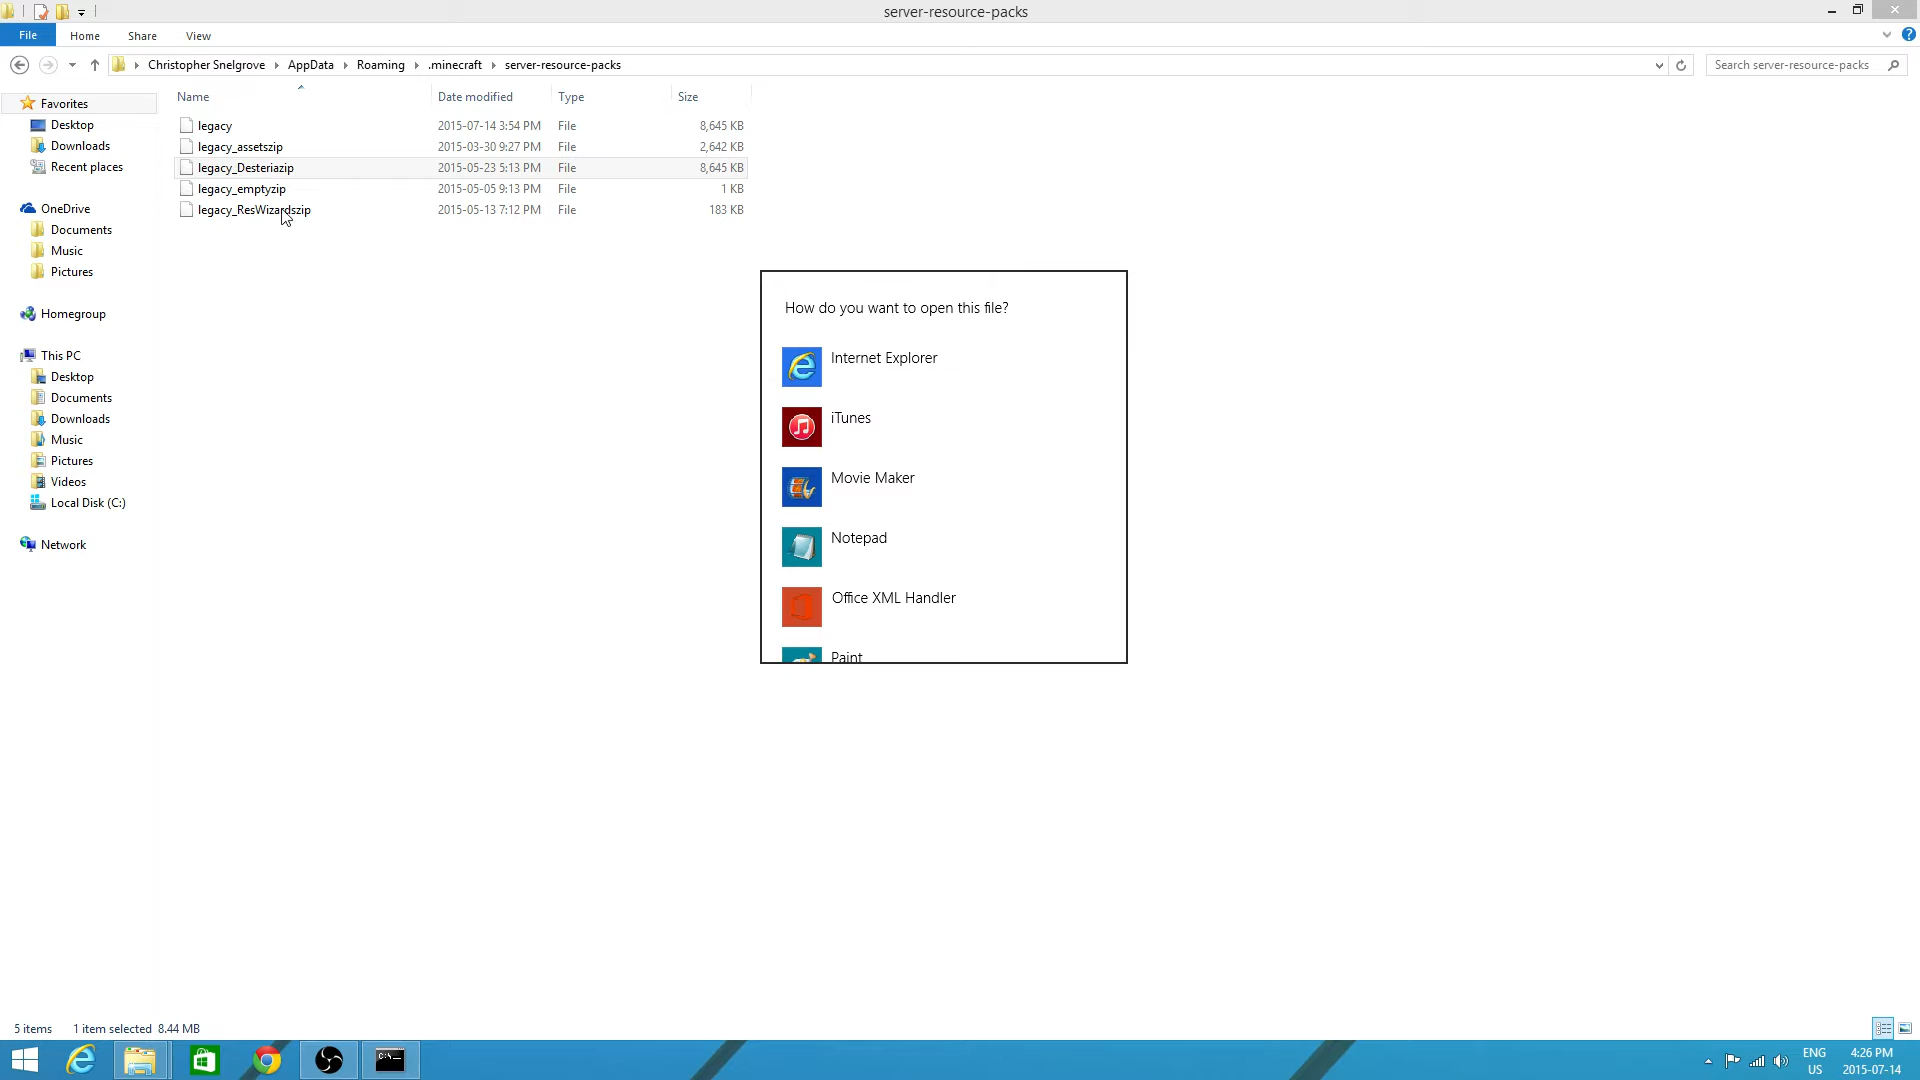 server-resource-packs
File
Home
Share
View
Christopher Snelgrove
AppData
Roaming
.minecraft
server-resource-packs
Search server-resource-packs
Name
Date modified
Type
Size
legacy
2015-07-14 3:54 PM
File
8,645 KB
legacy_assetszip
2015-03-30 9:27 PM
File
2,642 KB
legacy_Desteriazip
2015-05-23 5:13 PM
File
8,645 KB
legacy_emptyzip
2015-05-05 9:13 PM
File
1 KB
legacy_ResWizardszip
2015-05-13 7:12 PM
File
183 KB
Favorites
Desktop
Downloads
Recent places
OneDrive
Documents
Music
Pictures
Homegroup
This PC
Desktop
Documents
Downloads
Music
Pictures
Videos
Local Disk (C:)
Network
How do you want to open this file?
Internet Explorer
iTunes
Movie Maker
Notepad
Office XML Handler
Paint
5 items
1 item selected 8.44 MB
C:\
ENG
US
4:26 PM
2015-07-14